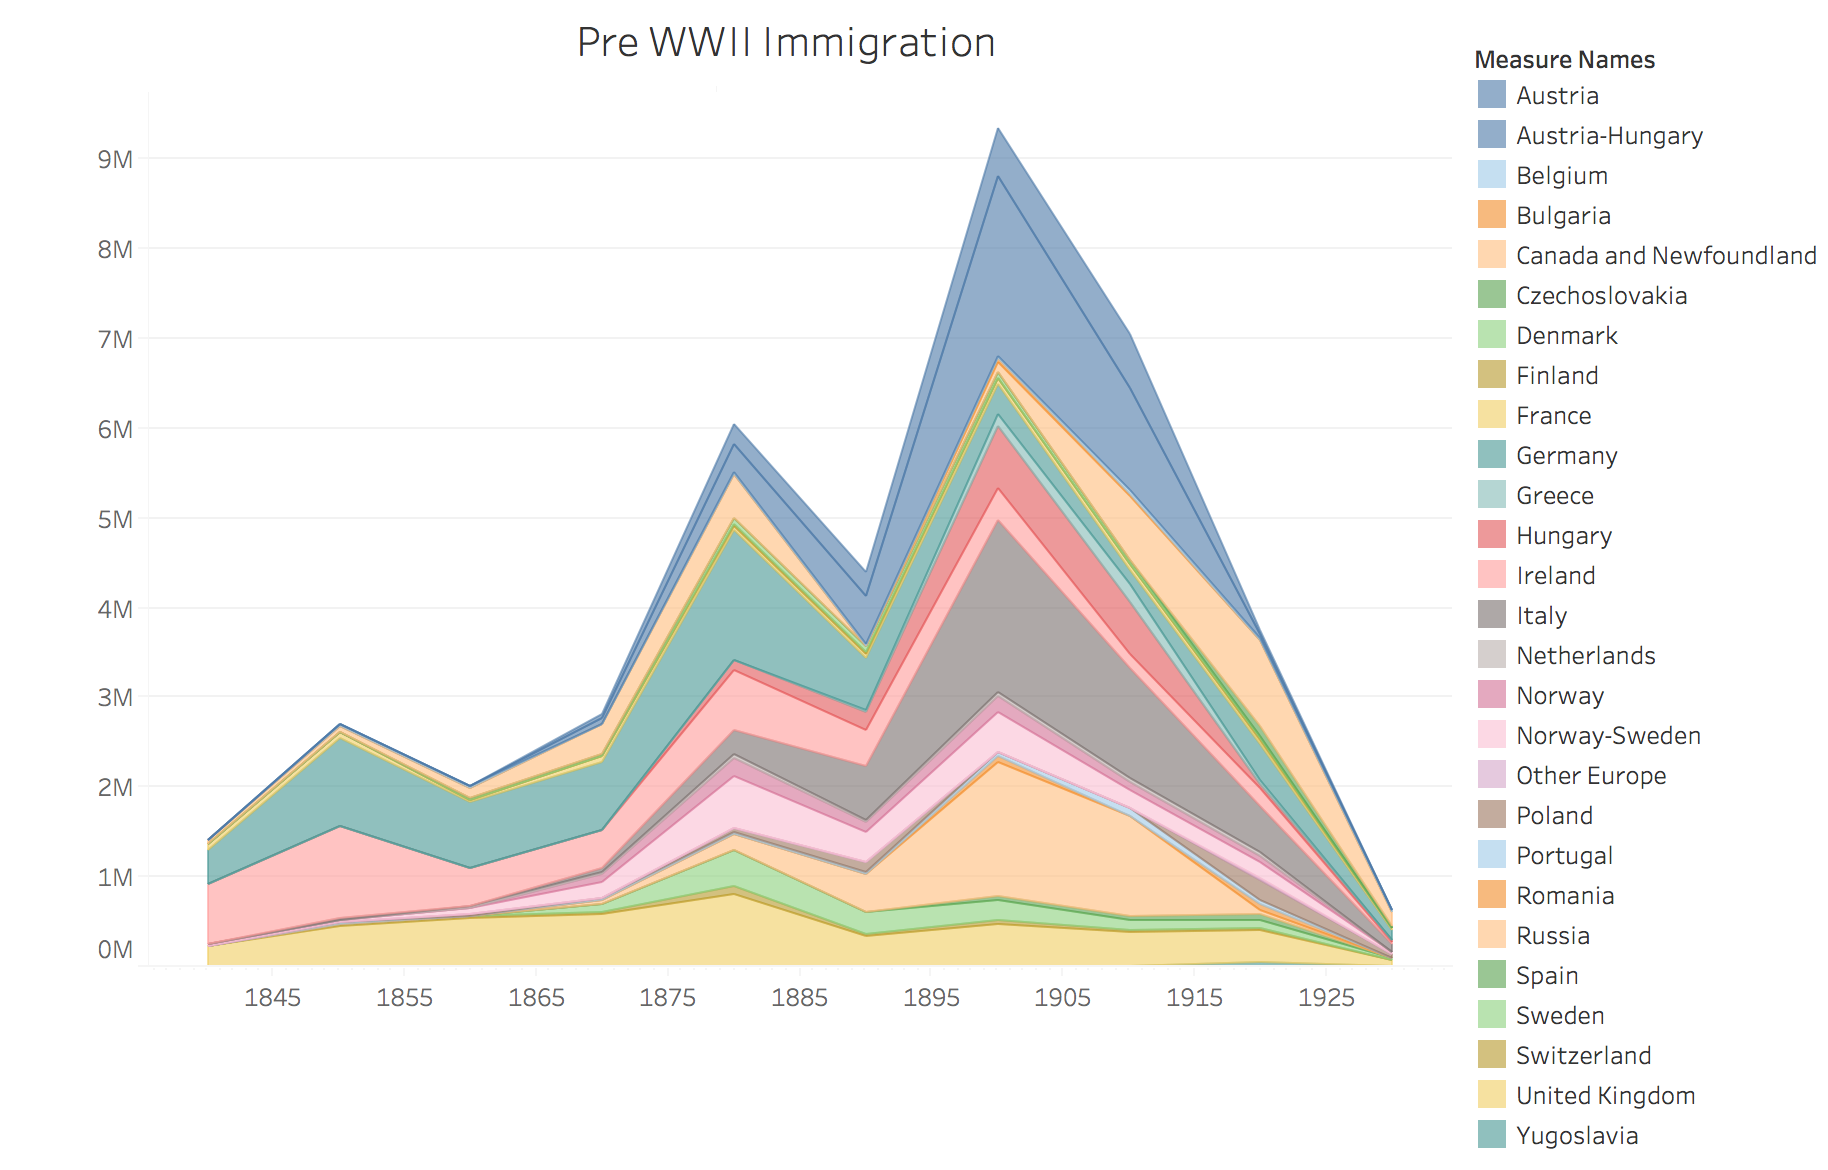 Pre WWII Immigration
9M
8M
7M
6M
5M
4M
3M
2M
1M
0M
1845 1855 1865 1875 1885 1895 1905 1915 1925
Measure Names
Austria
Austria-Hungary
Belgium
Bulgaria
Canada and Newfoundland
Czechoslovakia
Denmark
Finland
France
Germany
Greece
Hungary
Ireland
Italy
Netherlands
Norway
Norway-Sweden
Other Europe
Poland
Portugal
Romania
Russia
Spain
Sweden
Switzerland
United Kingdom
Yugoslavia